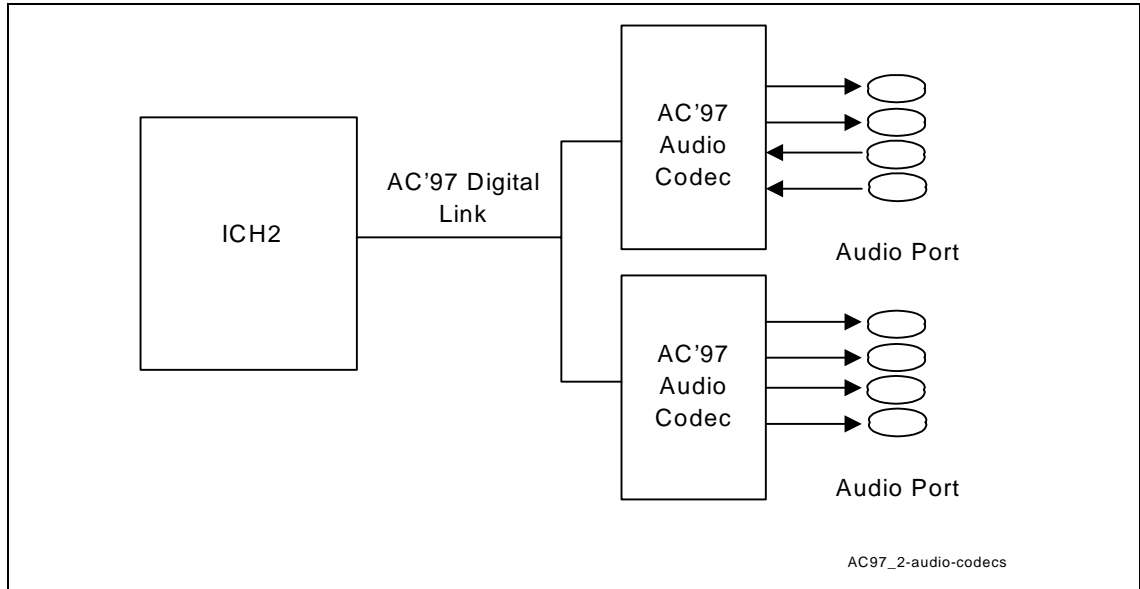 ICH2
AC’97 Digital
Link
AC’97
Audio
Codec
Audio Port
AC’97
Audio
Codec
Audio Port
AC97_2-audio-codecs